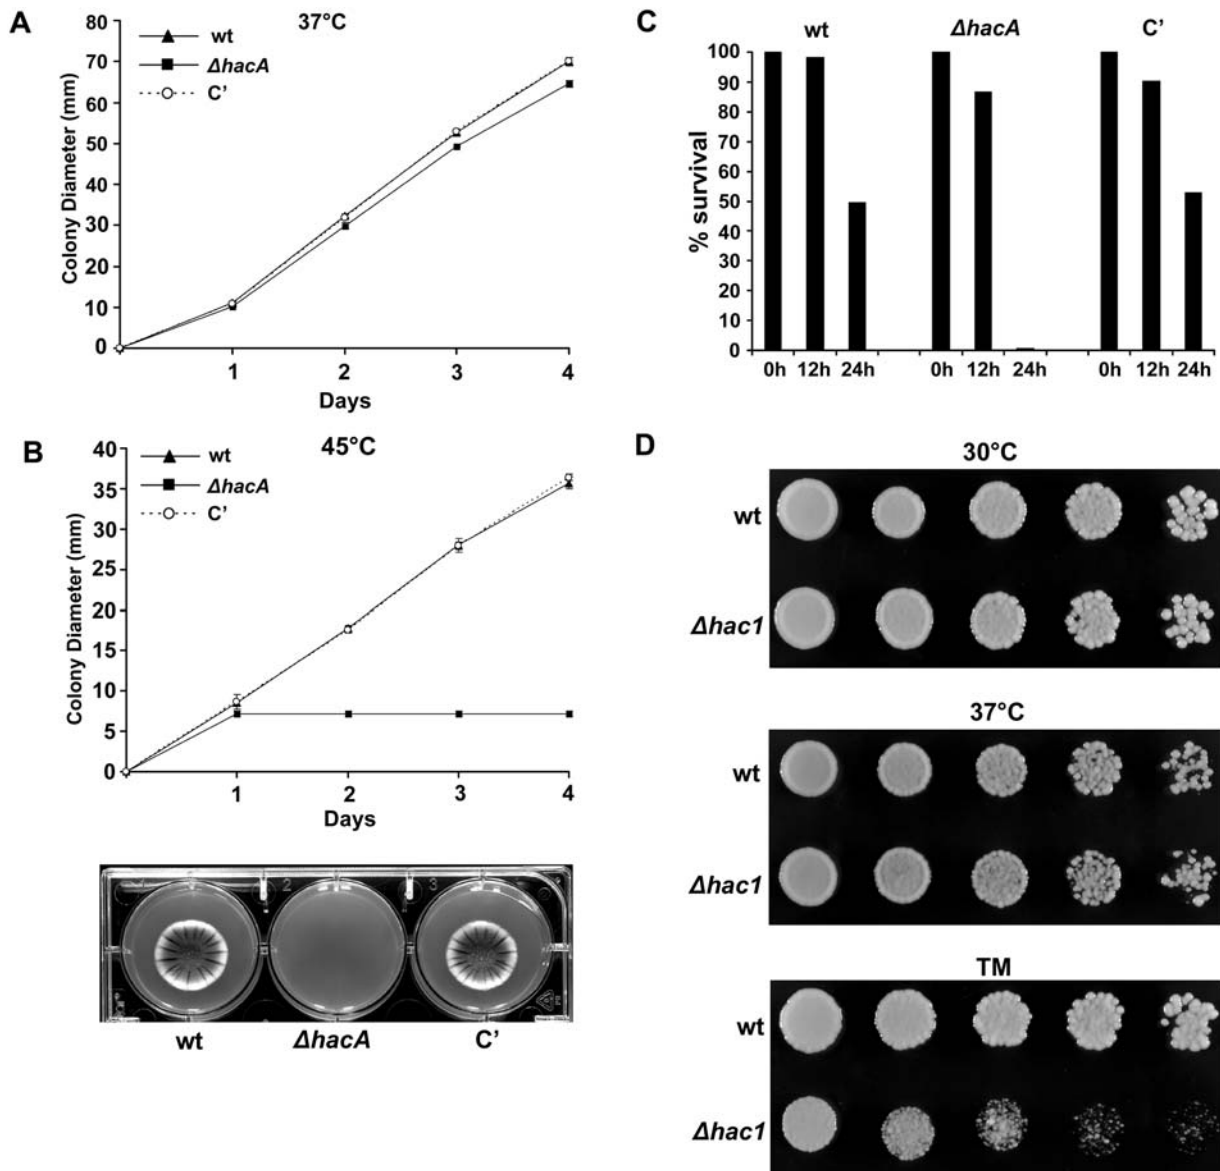 A
37°C
80
70
60
50
40
30
20
10
0
wt
ΔhacA
C'
Colony Diameter (mm)
1 2 3 4
Days
B
45°C
40
35
30
25
20
15
10
5
0
wt
ΔhacA
C'
Colony Diameter (mm)
1 2 3 4
Days
2 3
wt ΔhacA C'
C
wt ΔhacA C'
100
90
80
70
60
50
40
30
20
10
0
% survival
0h 12h 24h 0h 12h 24h 0h 12h 24h
D
30°C
wt
Δhac1
37°C
wt
Δhac1
TM
wt
Δhac1